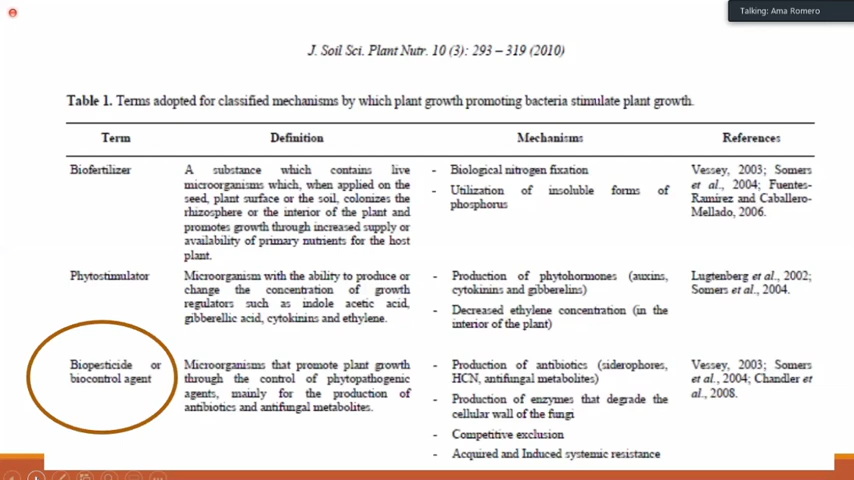 Talking: Ama Romero
J. Soil Sci. Plant Nutr. 10 (3): 293 – 319 (2010)
Table 1. Terms adopted for classified mechanisms by which plant growth promoting bacteria stimulate plant growth.
Term Definition Mechanisms References
Biofertilizer
A substance which contains live
microorganisms which, when applied on the
seed, plant surface or the soil, colonizes the
rhizosphere or the interior of the plant and
promotes growth through increased supply or
availability of primary nutrients for the host
plant.
- Biological nitrogen fixation
- Utilization of insoluble forms of
phosphorus
Vessey, 2003; Somers
et al., 2004; Fuentes-
Ramírez and Caballero-
Mellado, 2006.
Phytostimulator
Microorganism with the ability to produce or
change the concentration of growth
regulators such as indole acetic acid,
gibberellic acid, cytokinins and ethylene.
- Production of phytohormones (auxins,
cytokinins and gibberelins)
- Decreased ethylene concentration (in the
interior of the plant)
Lugtenberg et al., 2002;
Somers et al., 2004.
Biopesticide or
biocontrol agent
Microorganisms that promote plant growth
through the control of phytopathogenic
agents, mainly for the production of
antibiotics and antifungal metabolites.
- Production of antibiotics (siderophores,
HCN, antifungal metabolites)
- Production of enzymes that degrade the
cellular wall of the fungi
- Competitive exclusion
- Acquired and Induced systemic resistance
Vessey, 2003; Somers
et al., 2004; Chandler et
al., 2008.